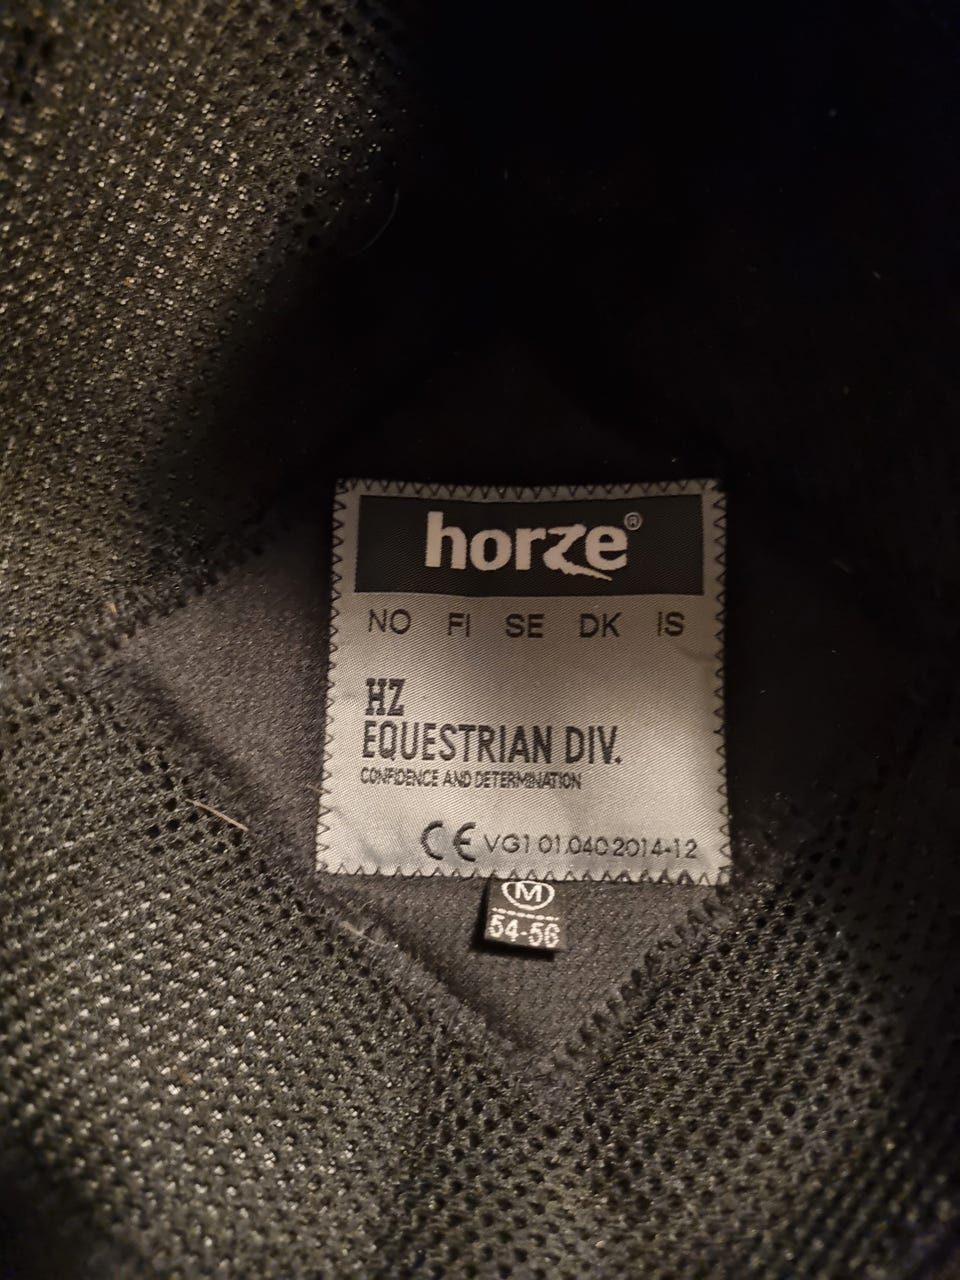 horze®
NO FI SE DK IS
HZ
EQUESTRIAN DIV.
CONFIDENCE AND DETERMINATION
CE VG1 01.040 2014-12
M
54-56